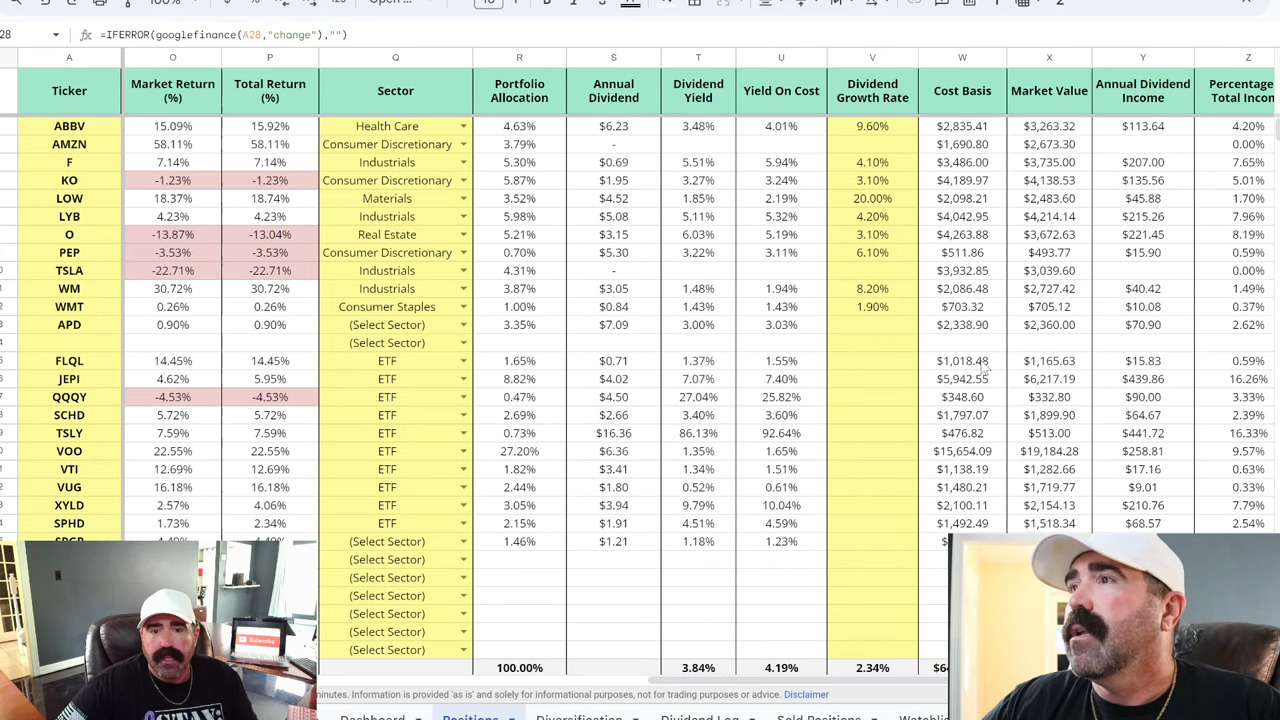 100%
28 fx =IFERROR(googlefinance(A28,"change"),"")
A O P Q R S T U V W X Y Z
Ticker Market Return (%) Total Return (%) Sector Portfolio Allocation Annual Dividend Dividend Yield Yield On Cost Dividend Growth Rate Cost Basis Market Value Annual Dividend Income Percentage Total Incom
ABBV 15.09% 15.92% Health Care 4.63% $6.23 3.48% 4.01% 9.60% $2,835.41 $3,263.32 $113.64 4.20%
AMZN 58.11% 58.11% Consumer Discretionary 3.79% - $1,690.80 $2,673.30 0.00%
F 7.14% 7.14% Industrials 5.30% $0.69 5.51% 5.94% 4.10% $3,486.00 $3,735.00 $207.00 7.65%
KO -1.23% -1.23% Consumer Discretionary 5.87% $1.95 3.27% 3.24% 3.10% $4,189.97 $4,138.53 $135.56 5.01%
LOW 18.37% 18.74% Materials 3.52% $4.52 1.85% 2.19% 20.00% $2,098.21 $2,483.60 $45.88 1.70%
LYB 4.23% 4.23% Industrials 5.98% $5.08 5.11% 5.32% 4.20% $4,042.95 $4,214.14 $215.26 7.96%
O -13.87% -13.04% Real Estate 5.21% $3.15 6.03% 5.19% 3.10% $4,263.88 $3,672.63 $221.45 8.19%
PEP -3.53% -3.53% Consumer Discretionary 0.70% $5.30 3.22% 3.11% 6.10% $511.86 $493.77 $15.90 0.59%
TSLA -22.71% -22.71% Industrials 4.31% - $3,932.85 $3,039.60 0.00%
WM 30.72% 30.72% Industrials 3.87% $3.05 1.48% 1.94% 8.20% $2,086.48 $2,727.42 $40.42 1.49%
WMT 0.26% 0.26% Consumer Staples 1.00% $0.84 1.43% 1.43% 1.90% $703.32 $705.12 $10.08 0.37%
APD 0.90% 0.90% (Select Sector) 3.35% $7.09 3.00% 3.03% $2,338.90 $2,360.00 $70.90 2.62%
(Select Sector)
FLQL 14.45% 14.45% ETF 1.65% $0.71 1.37% 1.55% $1,018.48 $1,165.63 $15.83 0.59%
JEPI 4.62% 5.95% ETF 8.82% $4.02 7.07% 7.40% $5,942.55 $6,217.19 $439.86 16.26%
QQQY -4.53% -4.53% ETF 0.47% $4.50 27.04% 25.82% $348.60 $332.80 $90.00 3.33%
SCHD 5.72% 5.72% ETF 2.69% $2.66 3.40% 3.60% $1,797.07 $1,899.90 $64.67 2.39%
TSLY 7.59% 7.59% ETF 0.73% $16.36 86.13% 92.64% $476.82 $513.00 $441.72 16.33%
VOO 22.55% 22.55% ETF 27.20% $6.36 1.35% 1.65% $15,654.09 $19,184.28 $258.81 9.57%
VTI 12.69% 12.69% ETF 1.82% $3.41 1.34% 1.51% $1,138.19 $1,282.66 $17.16 0.63%
VUG 16.18% 16.18% ETF 2.44% $1.80 0.52% 0.61% $1,480.21 $1,719.77 $9.01 0.33%
XYLD 2.57% 4.06% ETF 3.05% $3.94 9.79% 10.04% $2,100.11 $2,154.13 $210.76 7.79%
SPHD 1.73% 2.34% ETF 2.15% $1.91 4.51% 4.59% $1,492.49 $1,518.34 $68.57 2.54%
(Select Sector) 1.46% $1.21 1.18% 1.23%
(Select Sector)
(Select Sector)
(Select Sector)
(Select Sector)
(Select Sector)
(Select Sector)
100.00% 3.84% 4.19% 2.34%
Subscribe
minutes. Information is provided 'as is' and solely for informational purposes, not for trading purposes or advice. Disclaimer
Dashboard Positions Diversification Dividend Log Sold Positions Watchlis